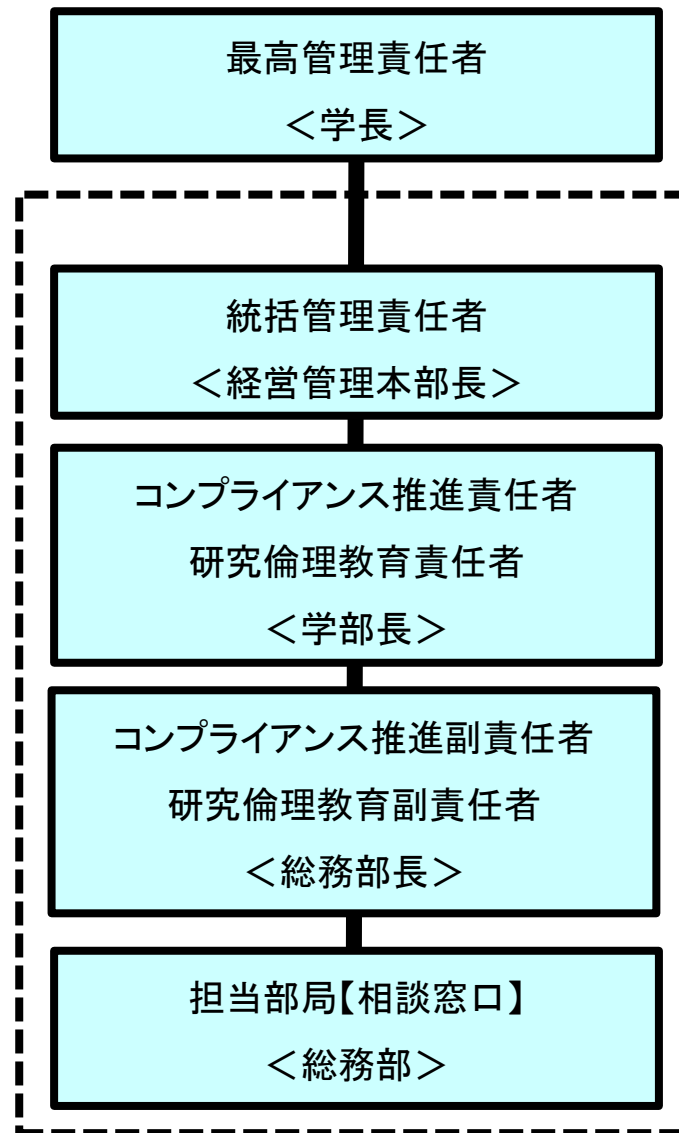 最高管理責任者
＜学長＞
統括管理責任者
＜経営管理本部長＞
コンプライアンス推進責任者
研究倫理教育責任者
＜学部長＞
コンプライアンス推進副責任者
研究倫理教育副責任者
＜総務部長＞
担当部局【相談窓口】
＜総務部＞